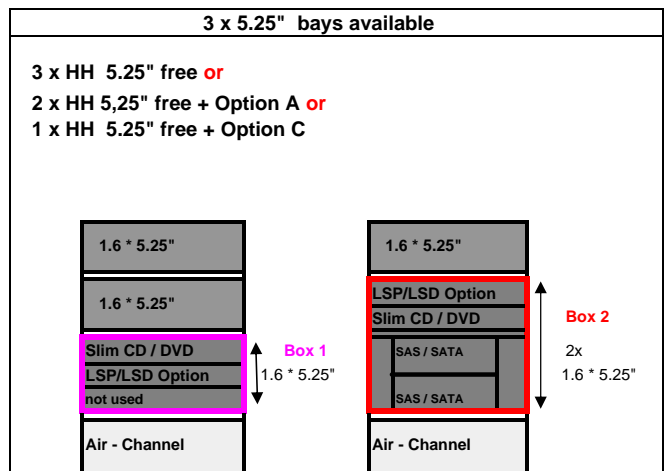 3 x 5.25" bays available
3 x HH 5.25" free or
2 x HH 5,25" free + Option A or
1 x HH 5.25" free + Option C
1.6 * 5.25"
1.6 * 5.25"
Slim CD / DVD
LSP/LSD Option
not used
Air - Channel
Box 1
1.6 * 5.25"
1.6 * 5.25"
LSP/LSD Option
Slim CD / DVD
SAS / SATA
SAS / SATA
Air - Channel
Box 2
2x
1.6 * 5.25"